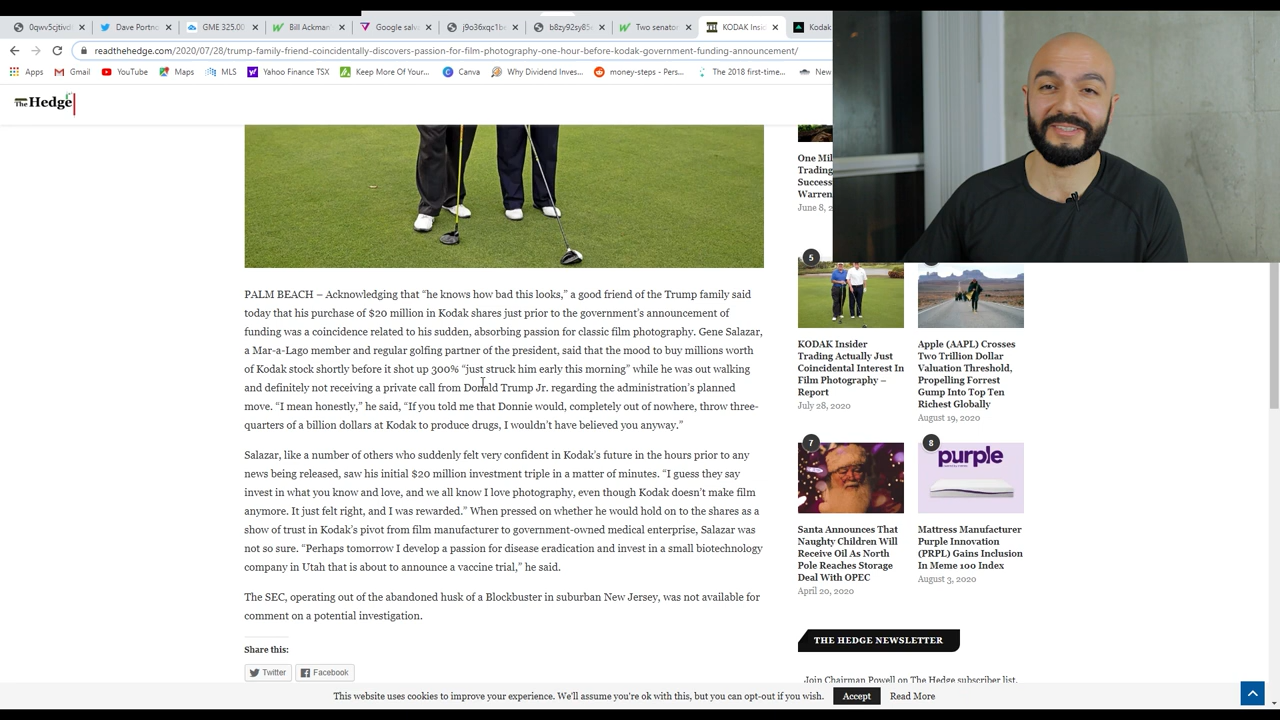 0qwv5cjtivd
Dave Portnoy
GME 325.00
Bill Ackman
Google salv
j9o36xqc1b
b8zy92sy85
Two senator
KODAK Insid
Kodak
readthehedge.com/2020/07/28/trump-family-friend-coincidentally-discovers-passion-for-film-photography-one-hour-before-kodak-government-funding-announcement/
Apps
Gmail
YouTube
Maps
MLS
Yahoo Finance TSX
Keep More Of Your...
Canva
Why Dividend Inves...
money-steps - Pers...
The 2018 first-time...
New
The Hedge
PALM BEACH – Acknowledging that “he knows how bad this looks,” a good friend of the Trump family said
today that his purchase of $20 million in Kodak shares just prior to the government’s announcement of
funding was a coincidence related to his sudden, absorbing passion for classic film photography. Gene Salazar,
a Mar-a-Lago member and regular golfing partner of the president, said that the mood to buy millions worth
of Kodak stock shortly before it shot up 300% “just struck him early this morning” while he was out walking
and definitely not receiving a private call from Donald Trump Jr. regarding the administration’s planned
move. “I mean honestly,” he said, “If you told me that Donnie would, completely out of nowhere, throw three-
quarters of a billion dollars at Kodak to produce drugs, I wouldn’t have believed you anyway.”
Salazar, like a number of others who suddenly felt very confident in Kodak’s future in the hours prior to any
news being released, saw his initial $20 million investment triple in a matter of minutes. “I guess they say
invest in what you know and love, and we all know I love photography, even though Kodak doesn’t make film
anymore. It just felt right, and I was rewarded.” When pressed on whether he would hold on to the shares as a
show of trust in Kodak’s pivot from film manufacturer to government-owned medical enterprise, Salazar was
not so sure. “Perhaps tomorrow I develop a passion for disease eradication and invest in a small biotechnology
company in Utah that is about to announce a vaccine trial,” he said.
The SEC, operating out of the abandoned husk of a Blockbuster in suburban New Jersey, was not available for
comment on a potential investigation.
Share this:
Twitter
Facebook
One Mil
Trading
Success
Warren
June 8, 2
5
KODAK Insider
Trading Actually Just
Coincidental Interest In
Film Photography –
Report
July 28, 2020
Apple (AAPL) Crosses
Two Trillion Dollar
Valuation Threshold,
Propelling Forrest
Gump Into Top Ten
Richest Globally
August 19, 2020
7
Santa Announces That
Naughty Children Will
Receive Oil As North
Pole Reaches Storage
Deal With OPEC
April 20, 2020
8
purple
Mattress Manufacturer
Purple Innovation
(PRPL) Gains Inclusion
In Meme 100 Index
August 3, 2020
THE HEDGE NEWSLETTER
Join Chairman Powell on The Hedge subscriber list.
This website uses cookies to improve your experience. We'll assume you're ok with this, but you can opt-out if you wish.
Accept
Read More